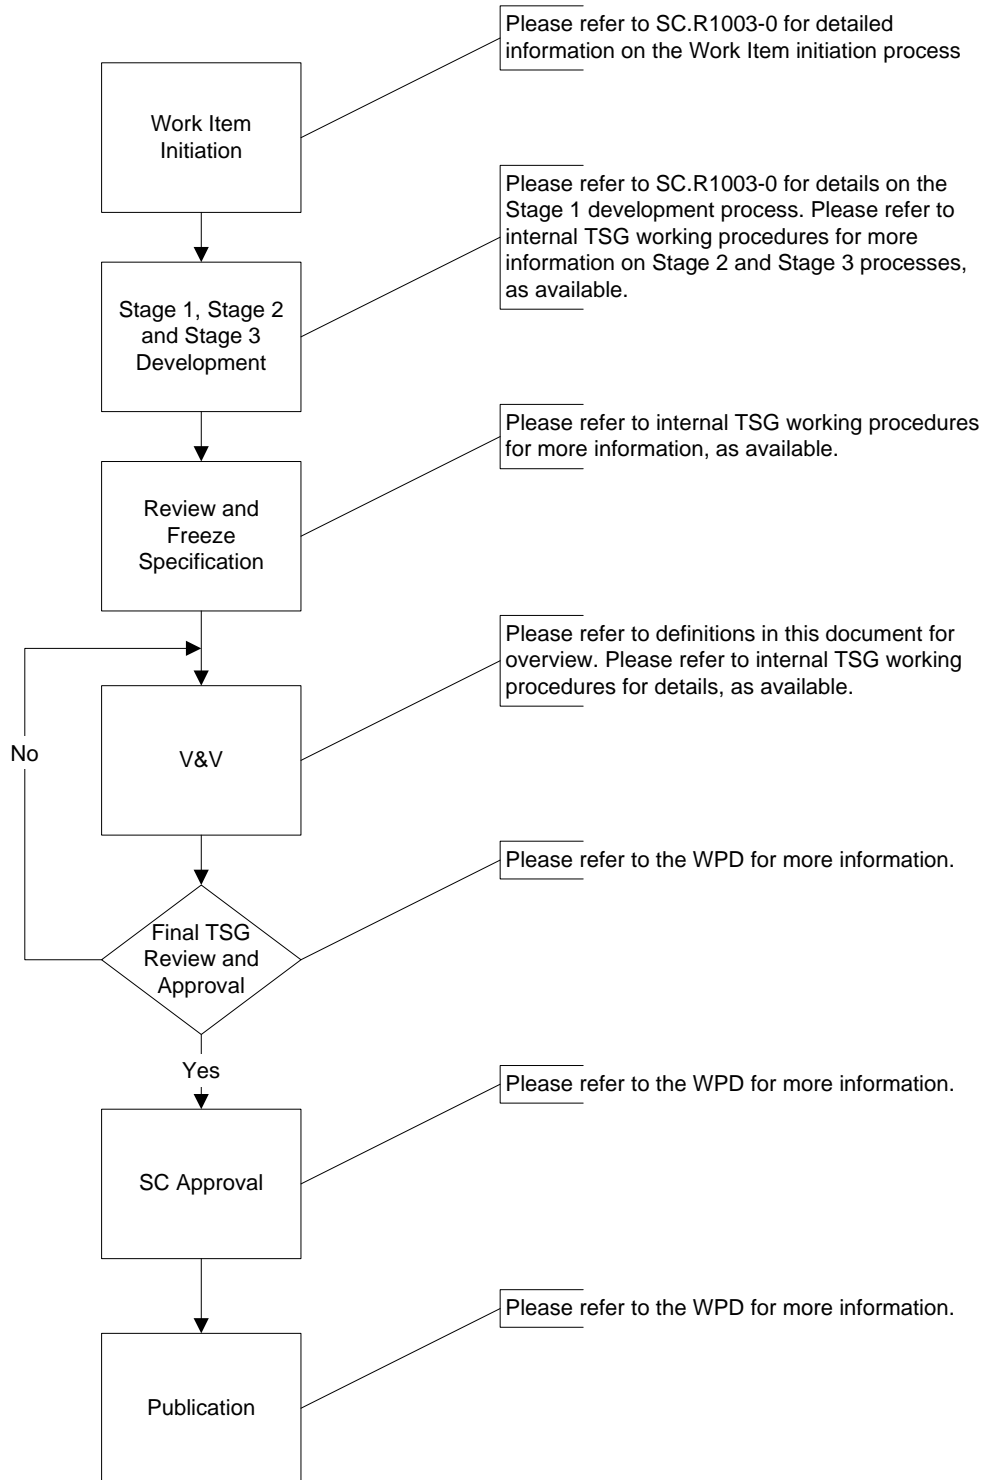 Please refer to SC.R1003-0 for detailed
information on the Work Item initiation process
Work Item
Initiation
Please refer to SC.R1003-0 for details on the
Stage 1 development process. Please refer to
internal TSG working procedures for more
information on Stage 2 and Stage 3 processes,
as available.
Stage 1, Stage 2
and Stage 3
Development
Please refer to internal TSG working procedures
for more information, as available.
Review and
Freeze
Specification
Please refer to definitions in this document for
overview. Please refer to internal TSG working
procedures for details, as available.
No
V&V
Please refer to the WPD for more information.
Final TSG
Review and
Approval
Yes
Please refer to the WPD for more information.
SC Approval
Please refer to the WPD for more information.
Publication